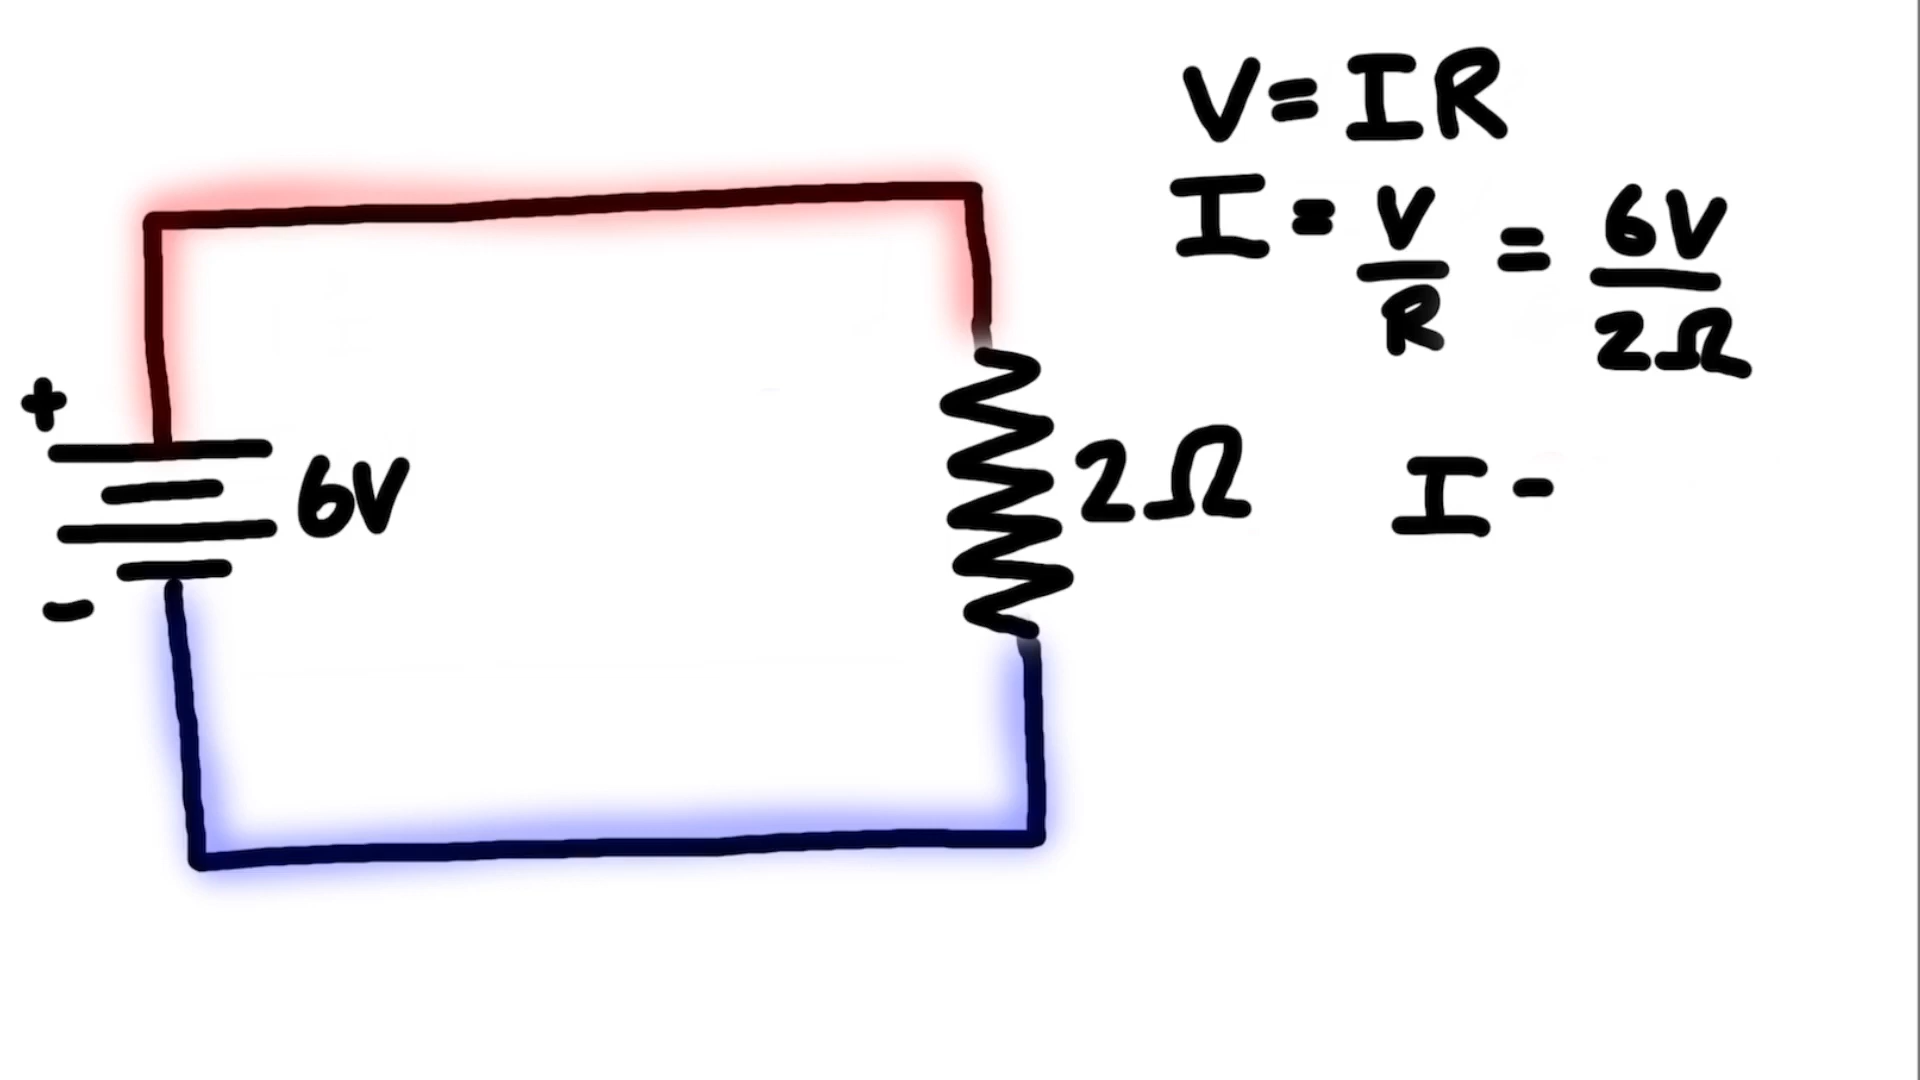 V = IR
I = V/R = 6V/2Ω
+
6V
2Ω
I -
-